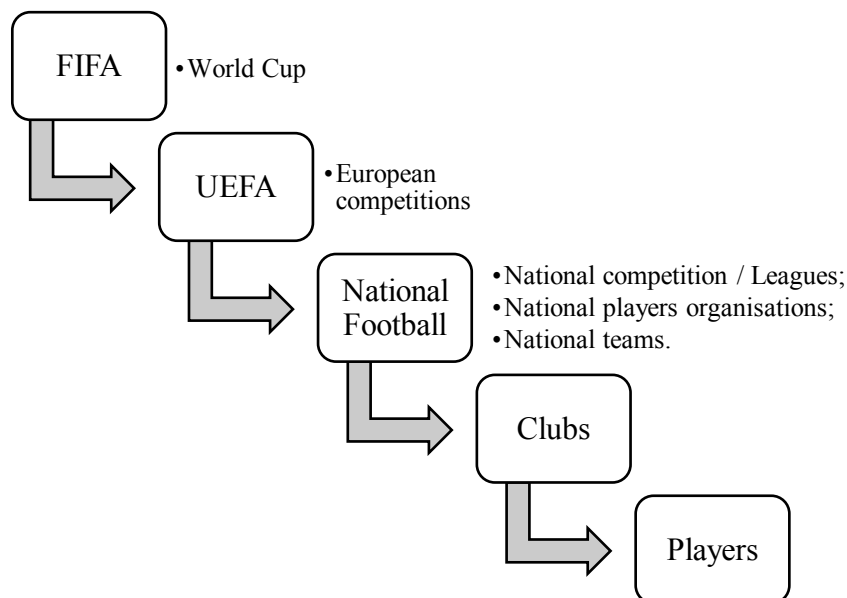 FIFA
•World Cup
UEFA
•European
competitions
National
Football
•National competition / Leagues;
•National players organisations;
•National teams.
Clubs
Players